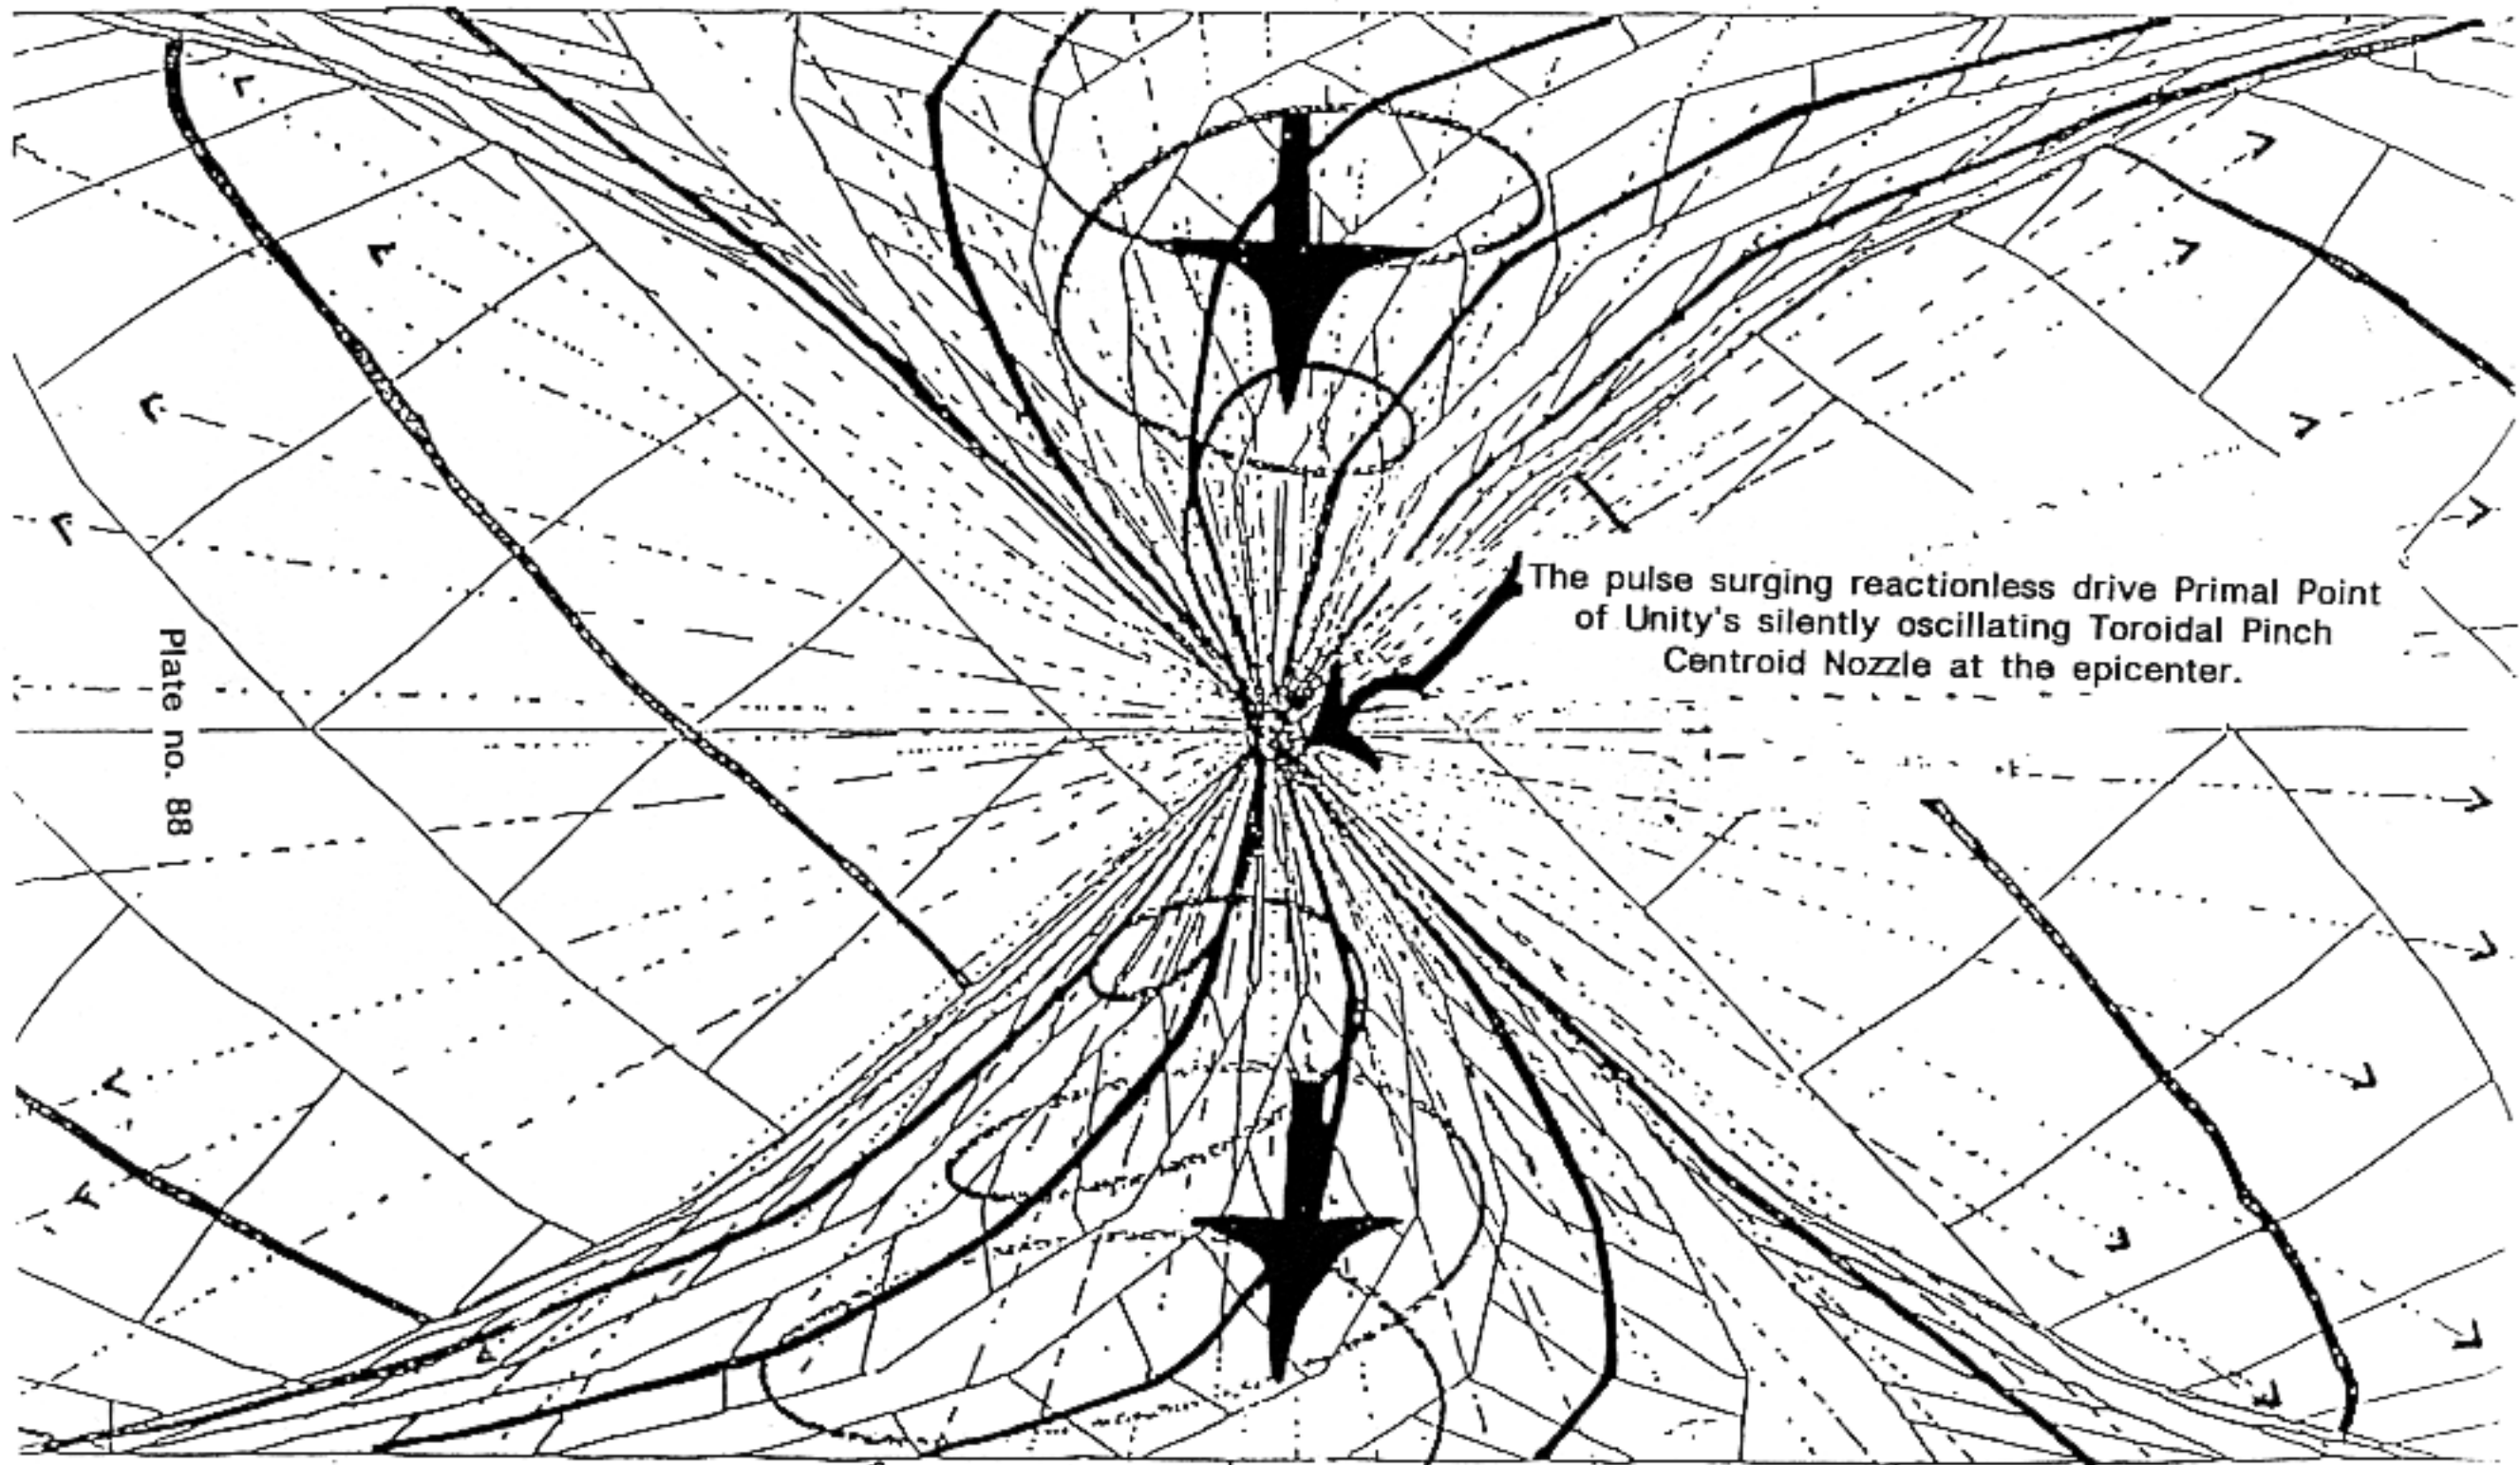 The pulse surging reactionless drive Primal Point
of Unity's silently oscillating Toroidal Pinch
Centroid Nozzle at the epicenter.
Plate no. 88